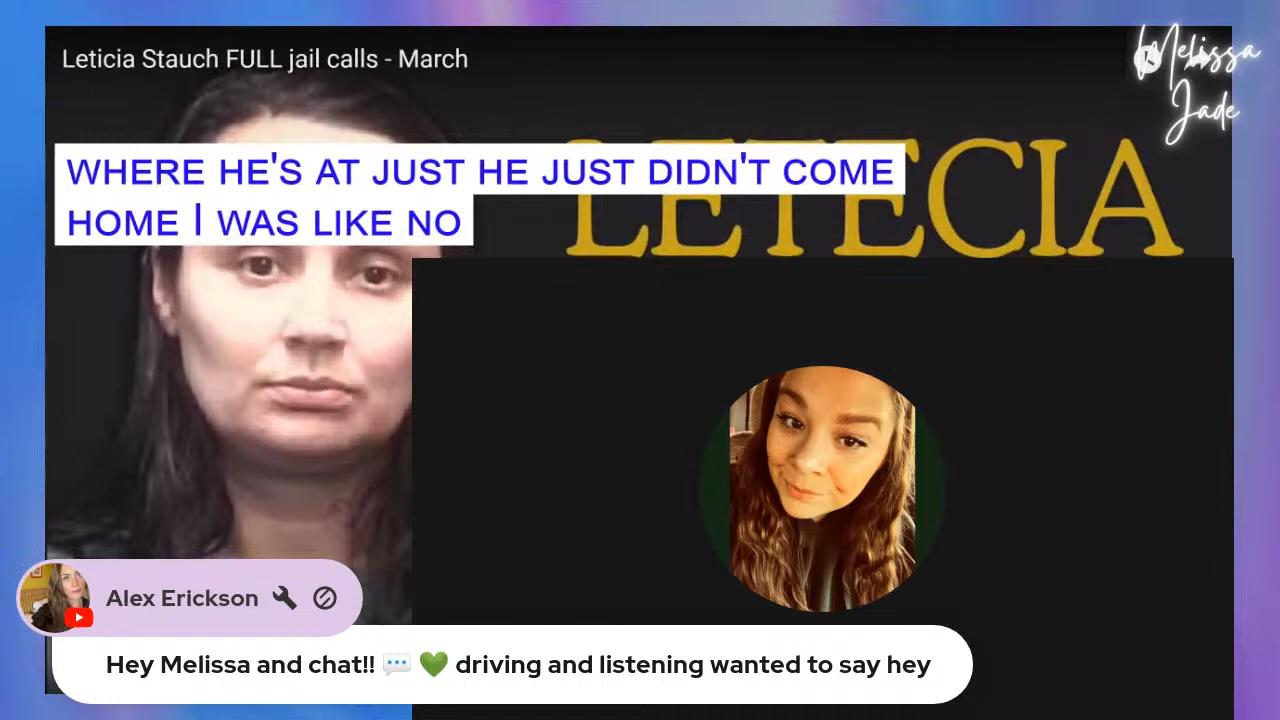 Leticia Stauch FULL jail calls - March
Melissa
Jade
WHERE HE'S AT JUST HE JUST DIDN'T COME
HOME I WAS LIKE NO
LETECIA
Alex Erickson
Hey Melissa and chat!! 💬 💚 driving and listening wanted to say hey